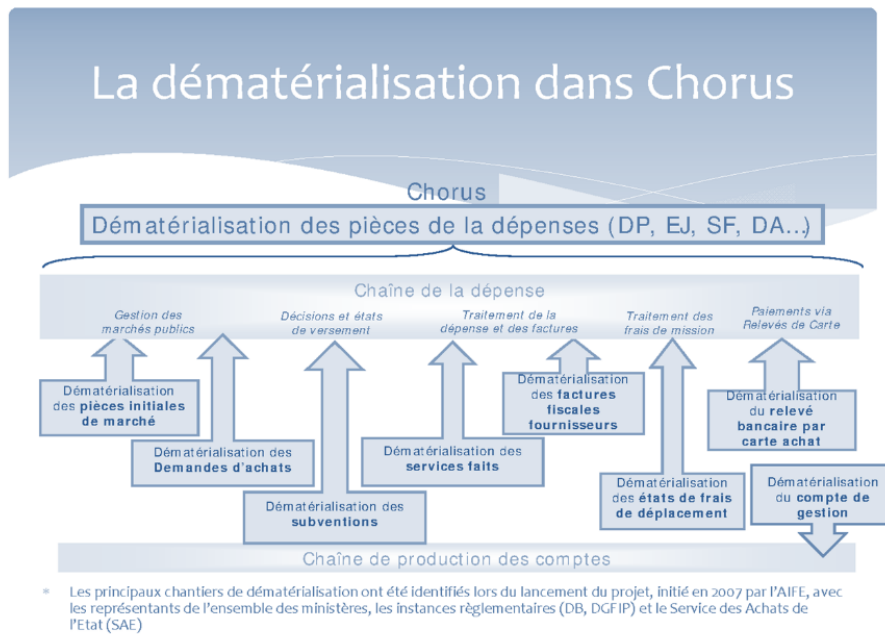 La dématérialisation dans Chorus
Chorus
Dématérialisation des pièces de la dépenses (DP, EJ, SF, DA...)
Chaîne de la dépense
Gestion des
marchés publics
Décisions et états
de versement
Traitement de la
dépense et des factures
Traitement des
frais de mission
Paiements via
Relevés de Carte
Dématérialisation
des pièces initiales
de marché
Dématérialisation des
Demandes d'achats
Dématérialisation des
subventions
Dématérialisation des
services faits
Dématérialisation
des factures
fiscales
fournisseurs
Dématérialisation
des états de frais
de déplacement
Dématérialisation
du relevé
bancaire par
carte achat
Dématérialisation
du compte de
gestion
Chaîne de production des comptes
* Les principaux chantiers de dématérialisation ont été identifiés lors du lancement du projet, initié en 2007 par l'AIFE, avec
les représentants de l'ensemble des ministères, les instances règlementaires (DB, DGFIP) et le Service des Achats de
l'Etat (SAE)